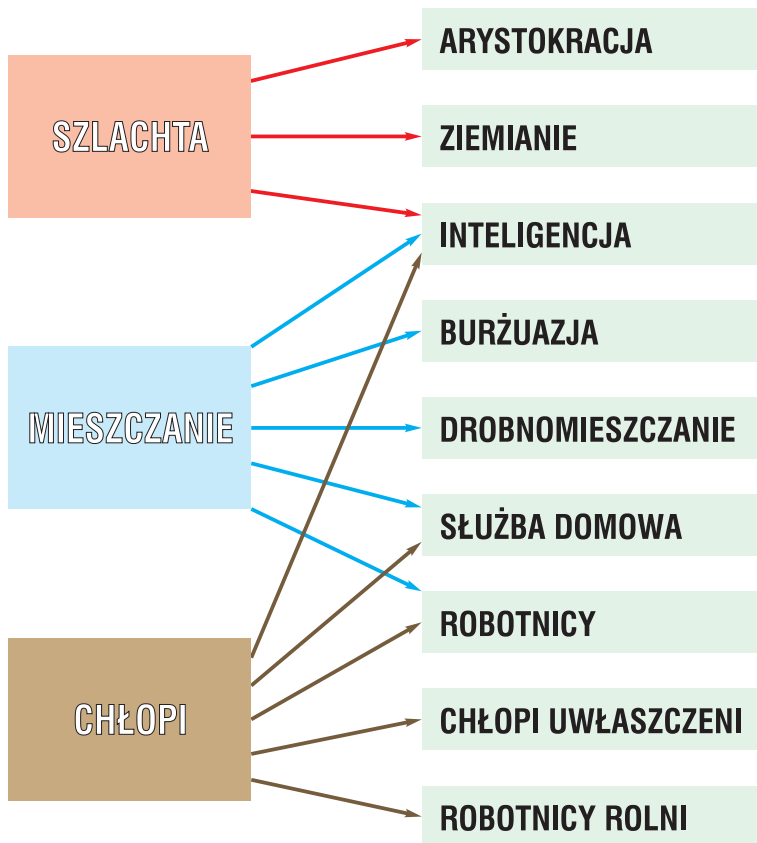 SZLACHTA
MIESZCZANIE
CHŁOPI
ARYSTOKRACJA
ZIEMIANIE
INTELIGENCJA
BURŻUAZJA
DROBNOMIESZCZANIE
SŁUŻBA DOMOWA
ROBOTNICY
CHŁOPI UWŁASZCZENI
ROBOTNICY ROLNI